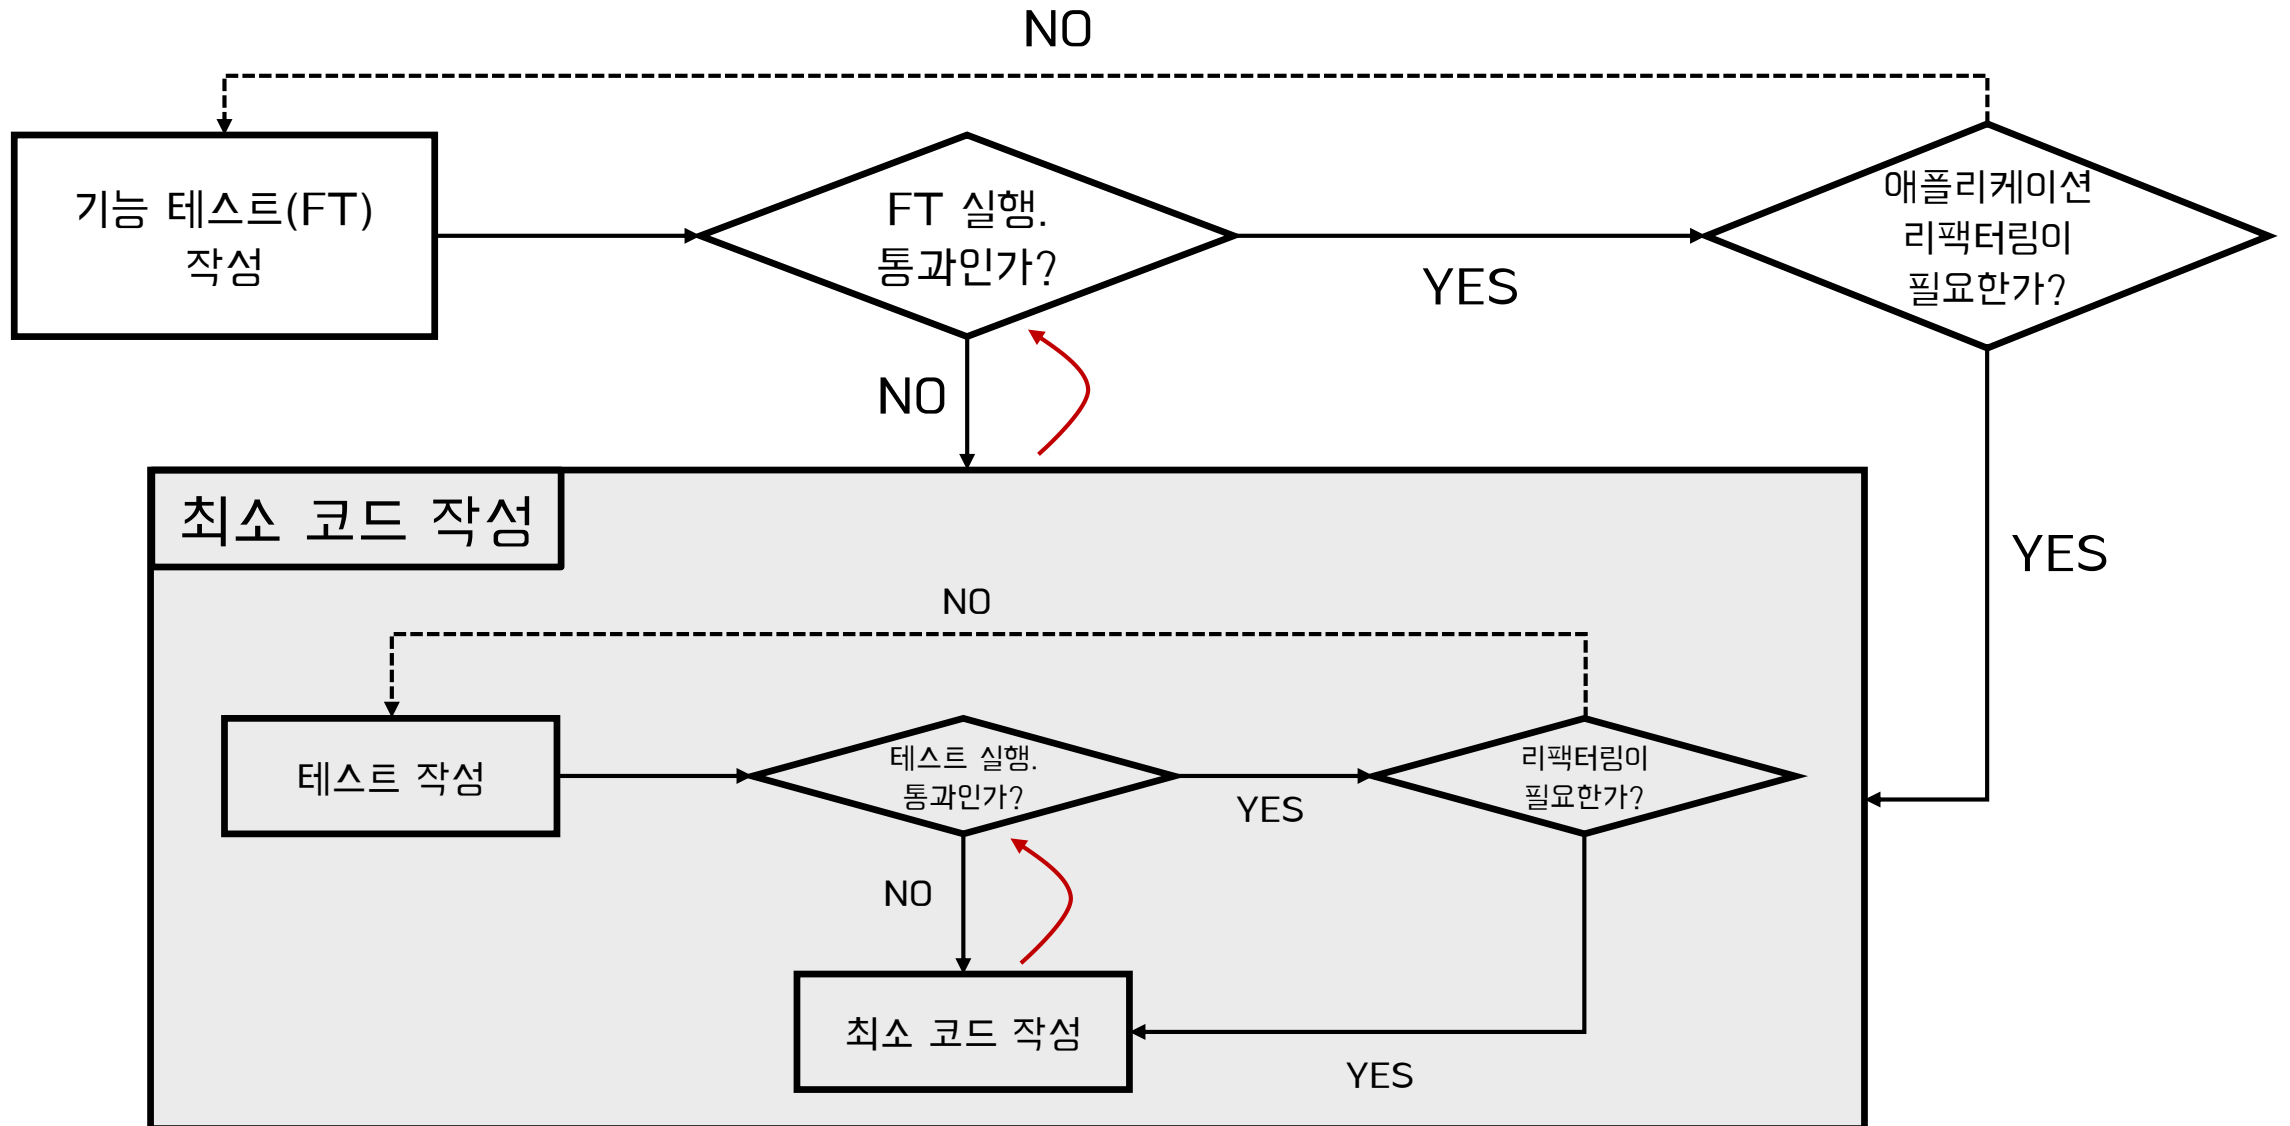 NO
기능 테스트(FT)
작성
FT 실행.
통과인가?
YES
애플리케이션
리팩터링이
필요한가?
NO
YES
최소 코드 작성
NO
테스트 작성
테스트 실행.
통과인가?
YES
리팩터링이
필요한가?
NO
최소 코드 작성
YES